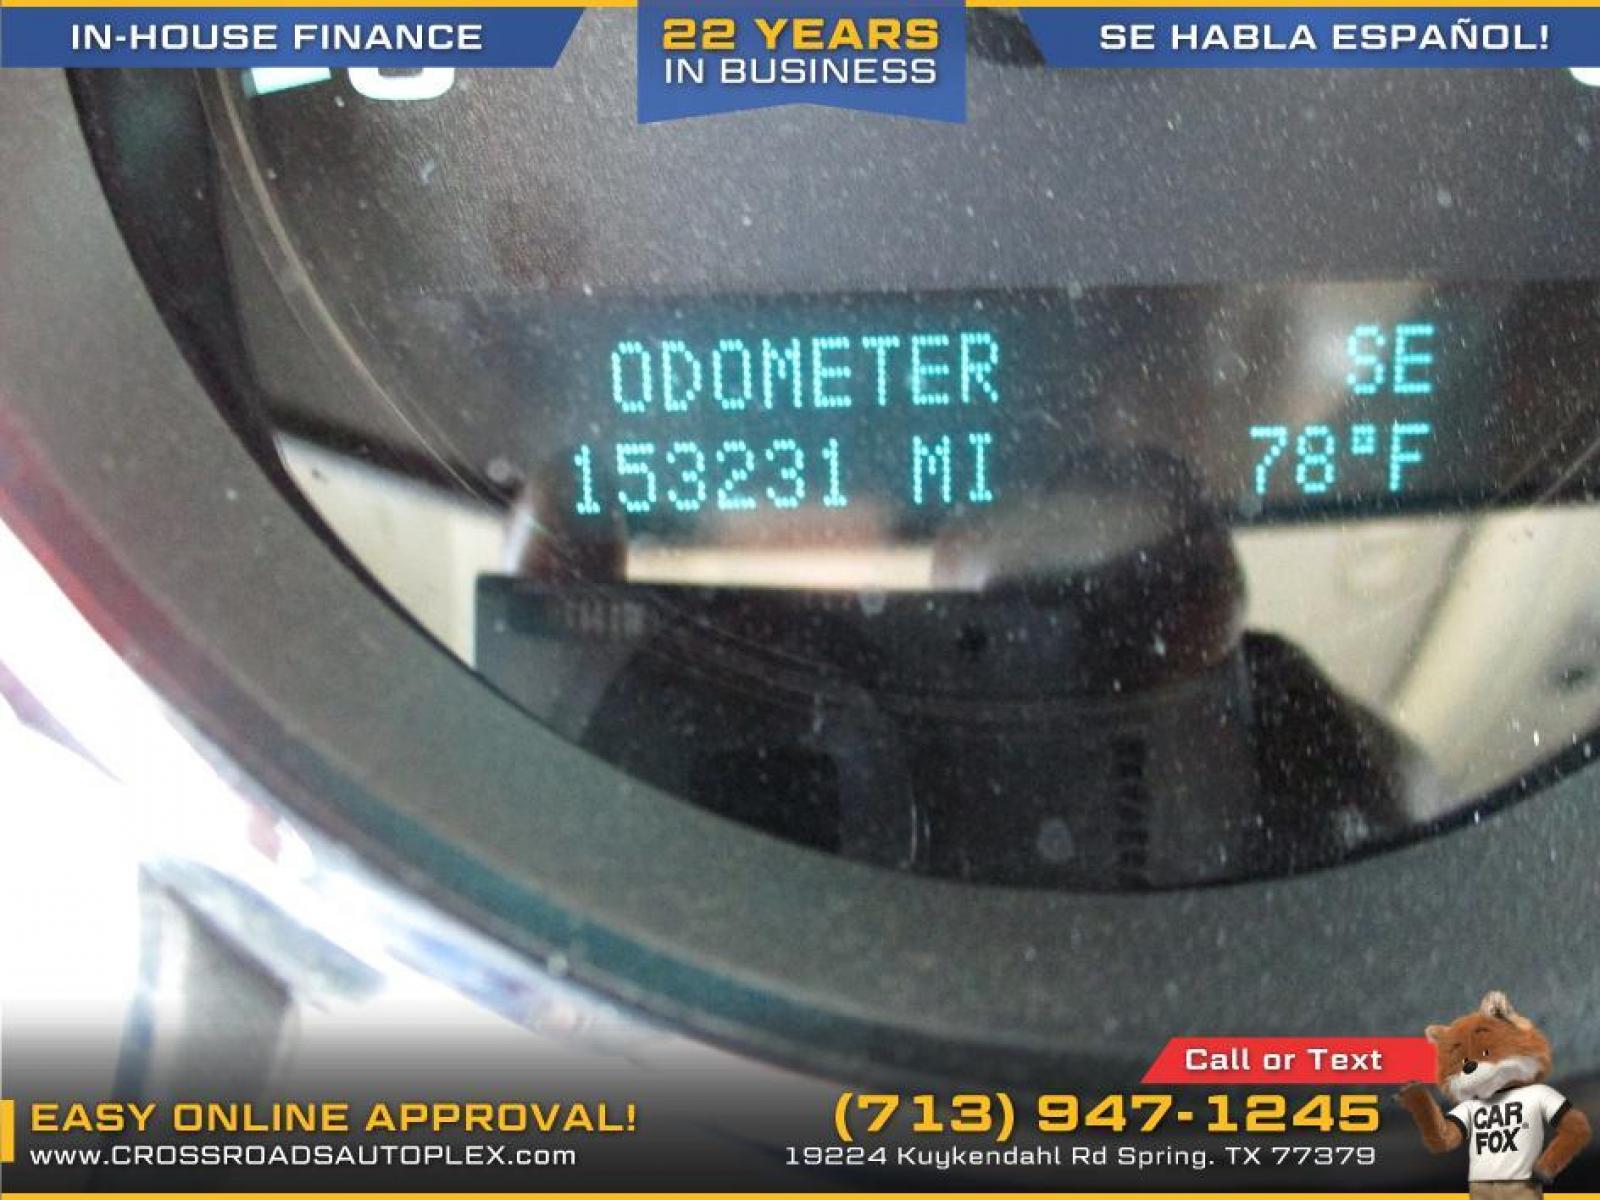 IN-HOUSE FINANCE
22 YEARS
IN BUSINESS
SE HABLA ESPAÑOL!
ODOMETER SE
153231 MI 78°F
Call or Text
EASY ONLINE APPROVAL!
(713) 947-1245
www.CROSSROADSAUTOPLEX.com
19224 Kuykendahl Rd Spring. TX 77379
CAR
FOX